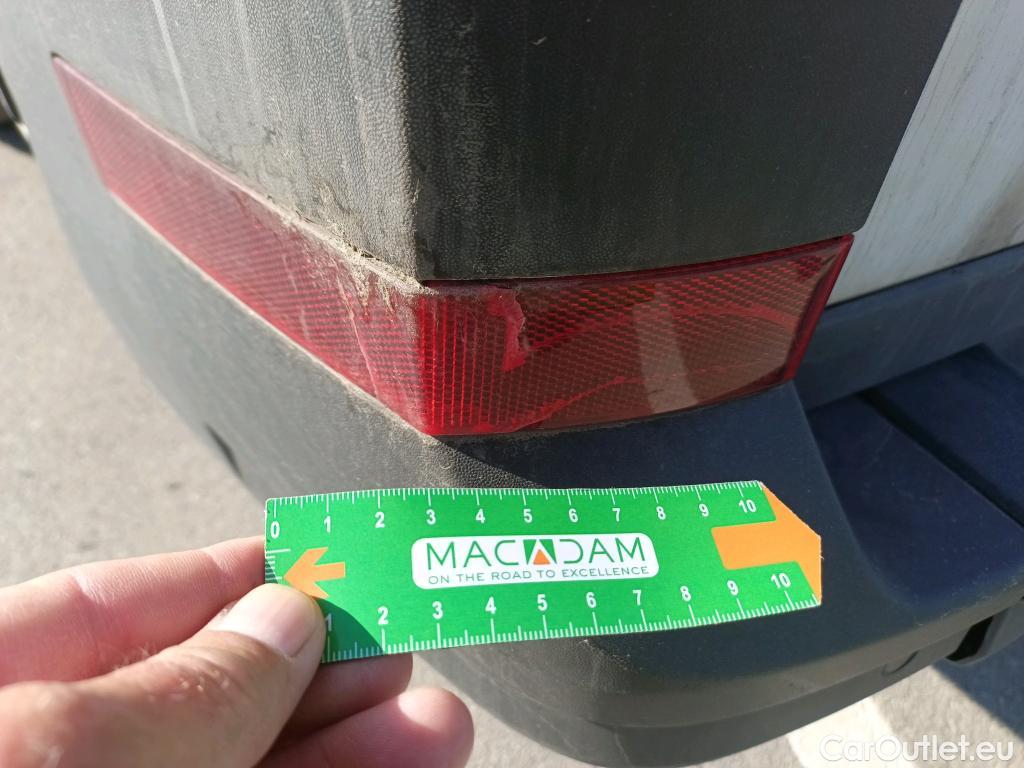 0 1 2 3 4 5 6 7 8 9 10
MACADAM
ON THE ROAD TO EXCELLENCE
1 2 3 4 5 6 7 8 9 10
CarOutlet.eu